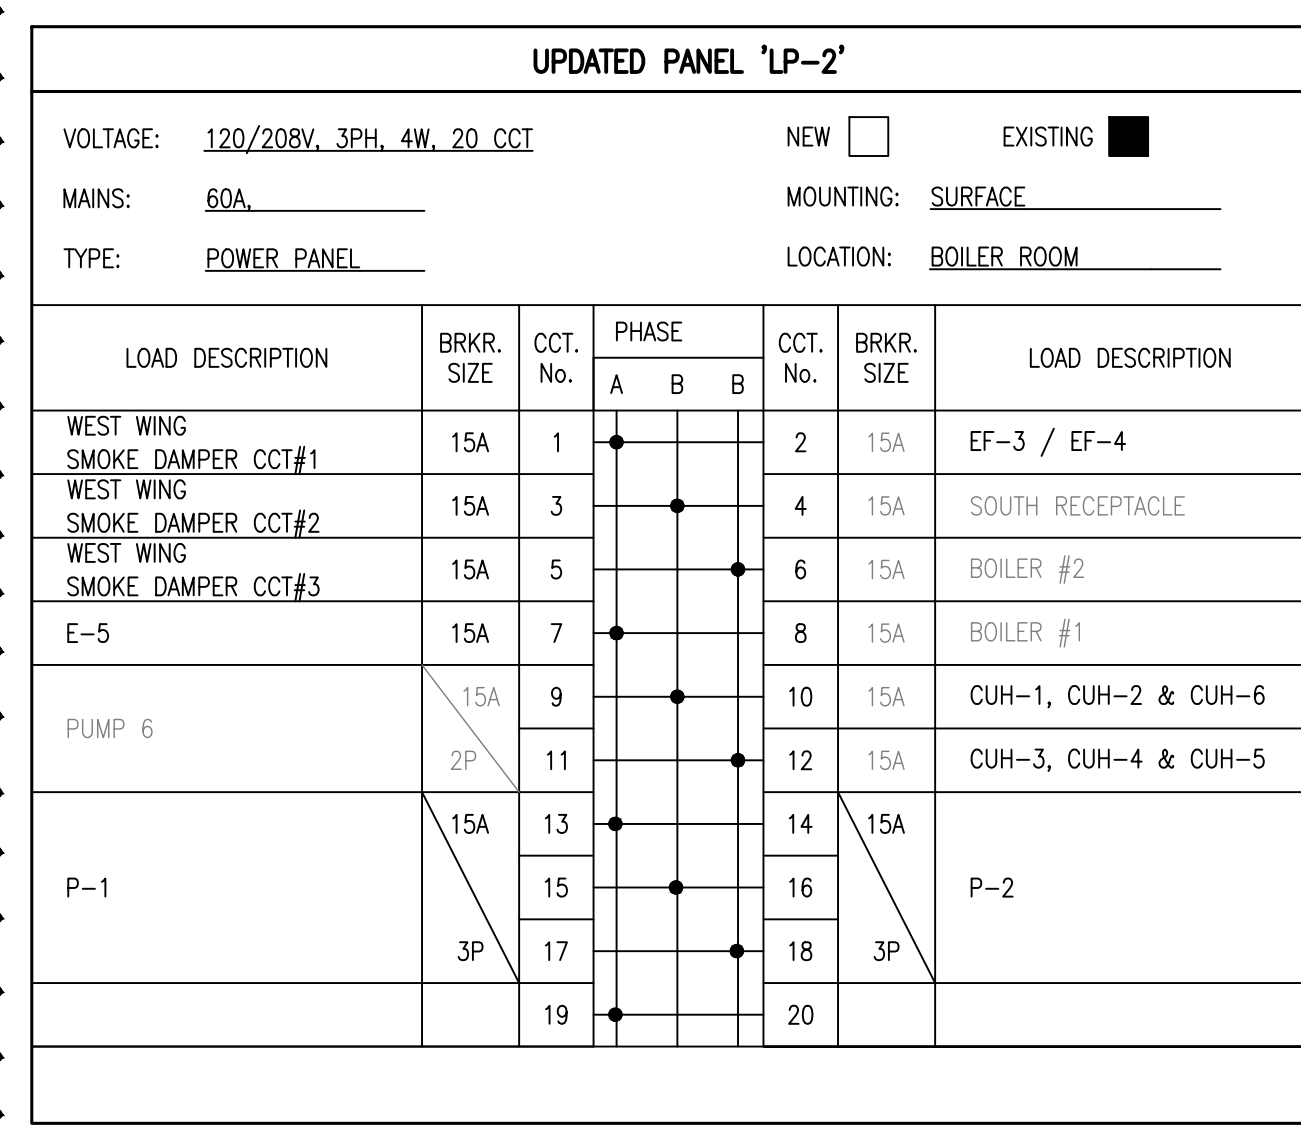 UPDATED PANEL 'LP-2'
VOLTAGE: 120/208V, 3PH, 4W, 20 CCT NEW EXISTING
MAINS: 60A, MOUNTING: SURFACE
TYPE: POWER PANEL LOCATION: BOILER ROOM
LOAD DESCRIPTION BRKR. SIZE CCT. No. PHASE CCT. No. BRKR. SIZE LOAD DESCRIPTION
A B B
WEST WING
SMOKE DAMPER CCT#1 15A 1 2 15A EF-3 / EF-4
WEST WING
SMOKE DAMPER CCT#2 15A 3 4 15A SOUTH RECEPTACLE
WEST WING
SMOKE DAMPER CCT#3 15A 5 6 15A BOILER #2
E-5 15A 7 8 15A BOILER #1
PUMP 6 15A 9 10 15A CUH-1, CUH-2 & CUH-6
2P 11 12 15A CUH-3, CUH-4 & CUH-5
15A 13 14 15A
P-1 15 16 P-2
3P 17 18 3P
19 20